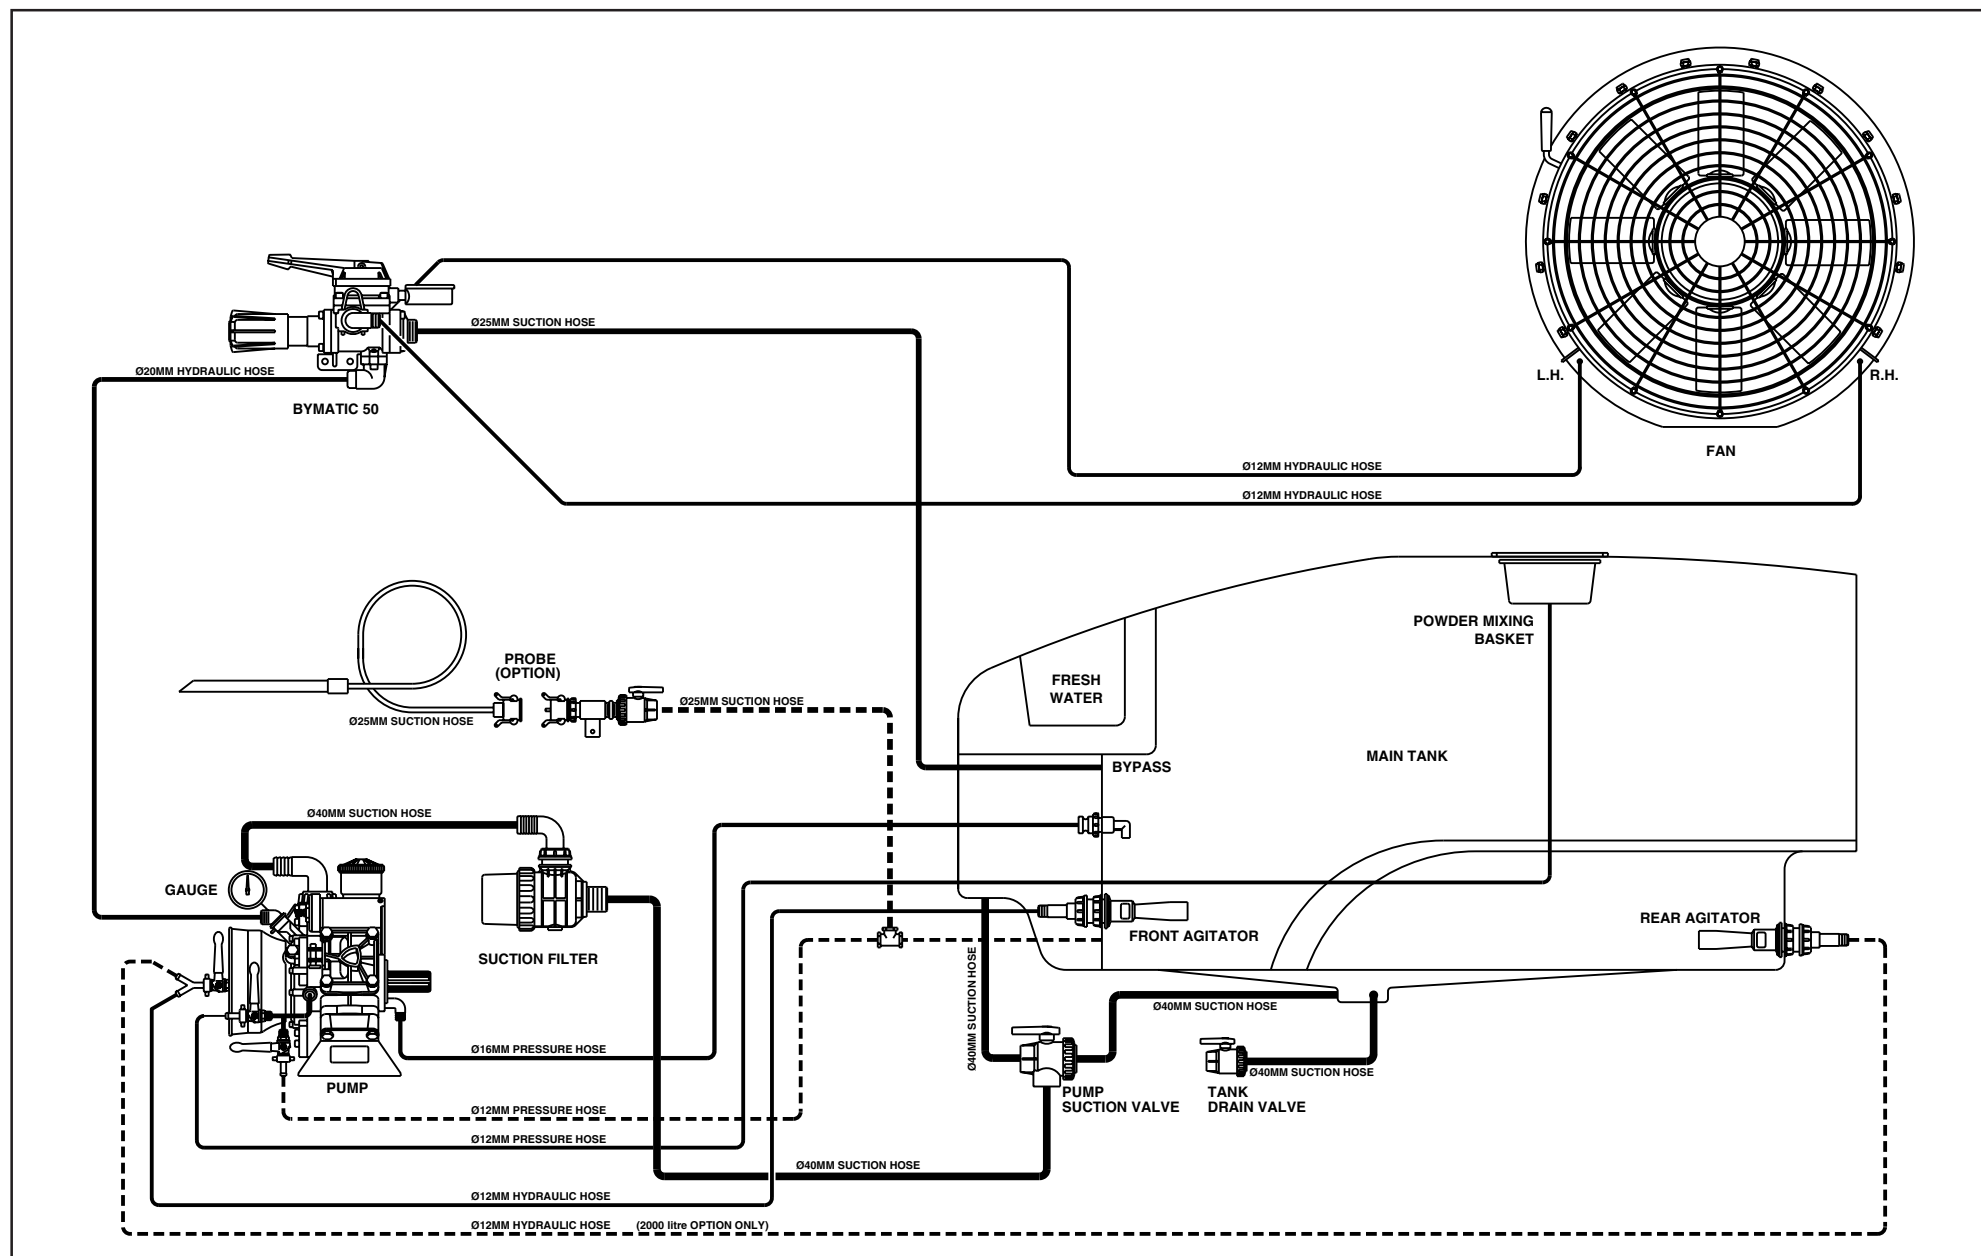 Ø25MM SUCTION HOSE
Ø20MM HYDRAULIC HOSE
BYMATIC 50
L.H.
R.H.
FAN
Ø12MM HYDRAULIC HOSE
Ø12MM HYDRAULIC HOSE
POWDER MIXING
BASKET
PROBE
(OPTION)
FRESH
WATER
Ø25MM SUCTION HOSE
Ø25MM SUCTION HOSE
MAIN TANK
BYPASS
Ø40MM SUCTION HOSE
GAUGE
SUCTION FILTER
FRONT AGITATOR
REAR AGITATOR
Ø40MM SUCTION HOSE
Ø40MM SUCTION HOSE
Ø16MM PRESSURE HOSE
Ø40MM SUCTION HOSE
PUMP
PUMP
SUCTION VALVE
TANK
DRAIN VALVE
Ø12MM PRESSURE HOSE
Ø12MM PRESSURE HOSE
Ø40MM SUCTION HOSE
Ø12MM HYDRAULIC HOSE
Ø12MM HYDRAULIC HOSE (2000 litre OPTION ONLY)